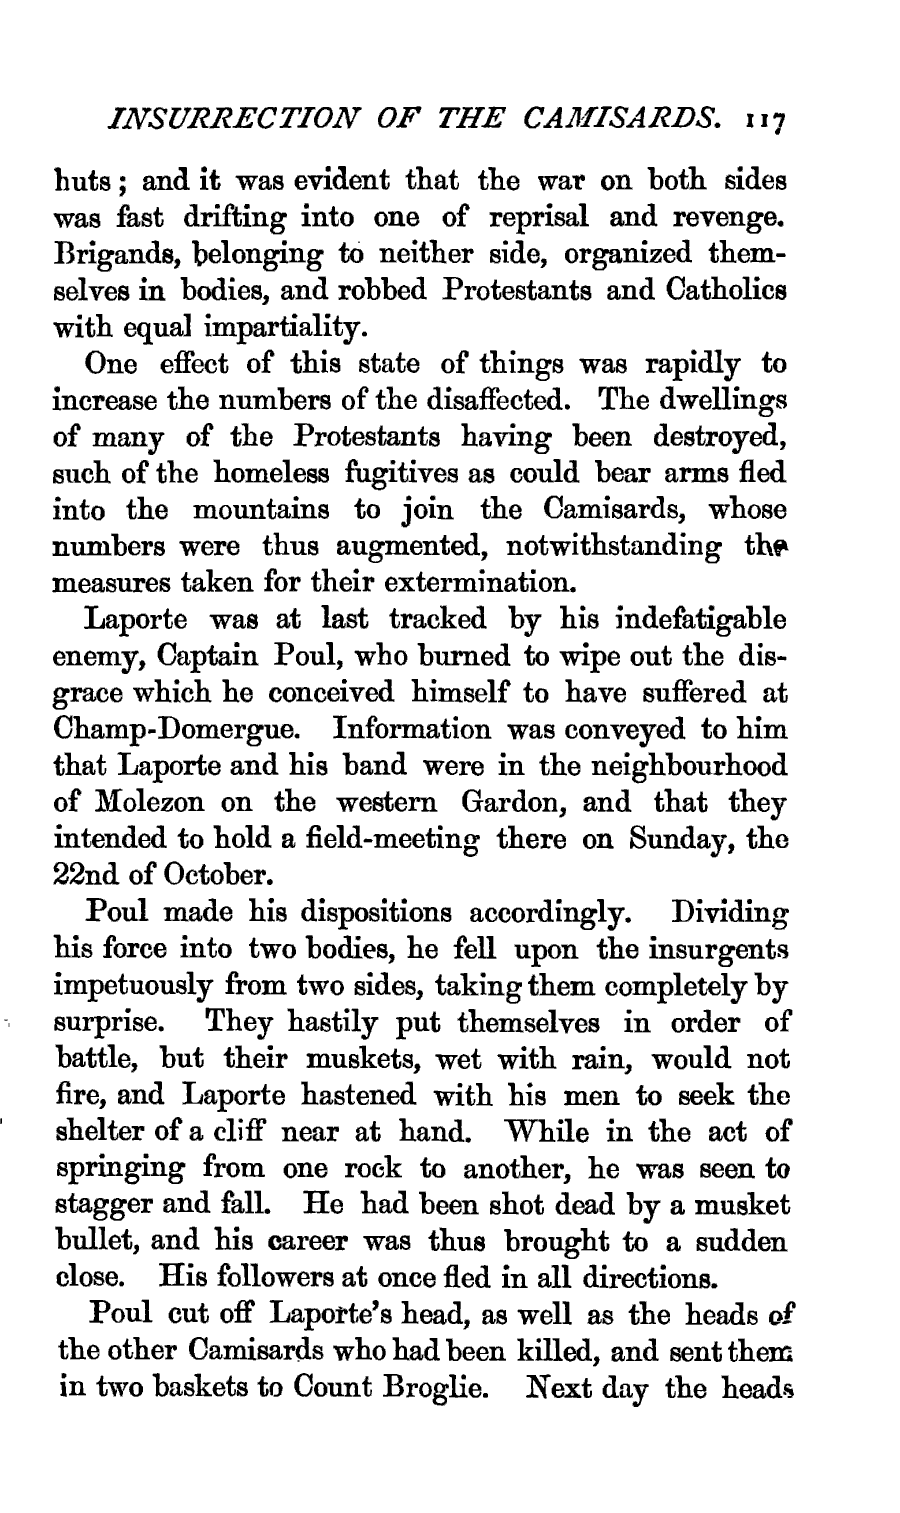 INSURRECTION OF THE CAMISARDS. 117
huts; and it was evident that the war on both sides
was fast drifting into one of reprisal and revenge.
Brigands, belonging to neither side, organized them-
selves in bodies, and robbed Protestants and Catholics
with equal impartiality.
One effect of this state of things was rapidly to
increase the numbers of the disaffected. The dwellings
of many of the Protestants having been destroyed,
such of the homeless fugitives as could bear arms fled
into the mountains to join the Camisards, whose
numbers were thus augmented, notwithstanding the
measures taken for their extermination.
Laporte was at last tracked by his indefatigable
enemy, Captain Poul, who burned to wipe out the dis-
grace which he conceived himself to have suffered at
Champ-Domergue. Information was conveyed to him
that Laporte and his band were in the neighbourhood
of Molezon on the western Gardon, and that they
intended to hold a field-meeting there on Sunday, the
22nd of October.
Poul made his dispositions accordingly. Dividing
his force into two bodies, he fell upon the insurgents
impetuously from two sides, taking them completely by
surprise. They hastily put themselves in order of
battle, but their muskets, wet with rain, would not
fire, and Laporte hastened with his men to seek the
shelter of a cliff near at hand. While in the act of
springing from one rock to another, he was seen to
stagger and fall. He had been shot dead by a musket
bullet, and his career was thus brought to a sudden
close. His followers at once fled in all directions.
Poul cut off Laporte's head, as well as the heads of
the other Camisards who had been killed, and sent them
in two baskets to Count Broglie. Next day the heads